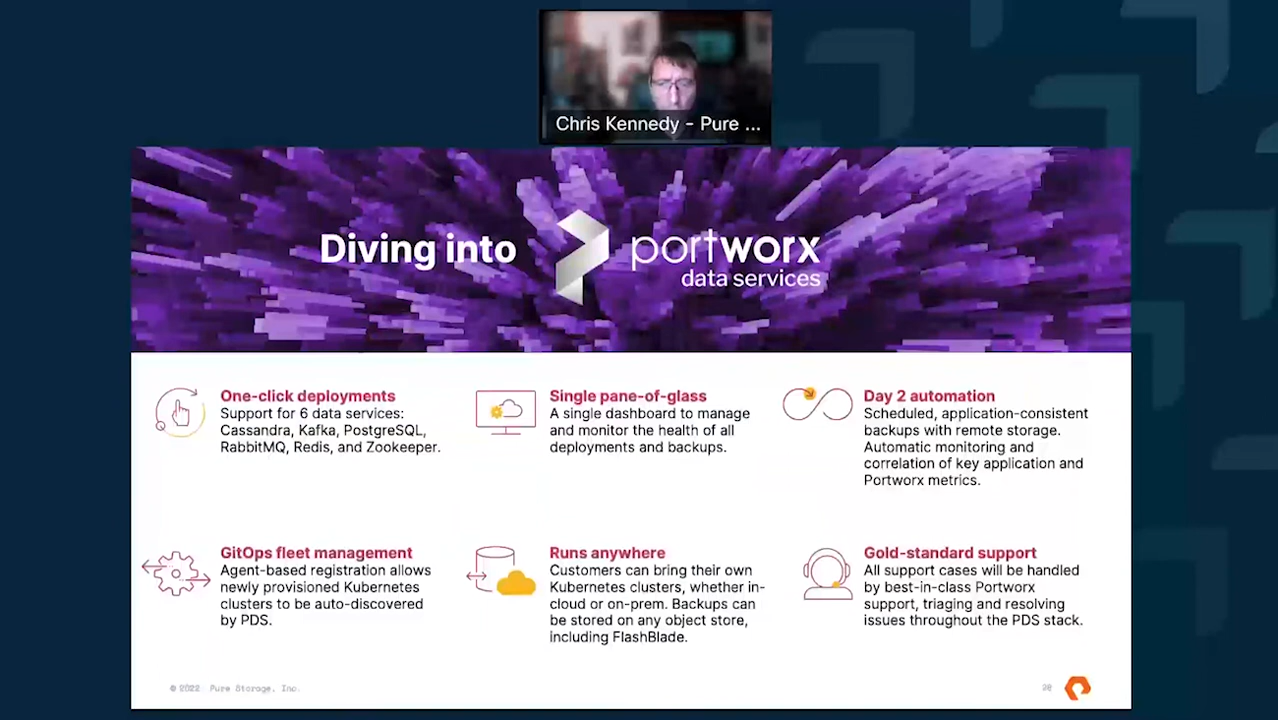 Chris Kennedy - Pure ...
Diving into
portworx
data services
One-click deployments
Support for 6 data services:
Cassandra, Kafka, PostgreSQL,
RabbitMQ, Redis, and Zookeeper.
Single pane-of-glass
A single dashboard to manage
and monitor the health of all
deployments and backups.
Day 2 automation
Scheduled, application-consistent
backups with remote storage.
Automatic monitoring and
correlation of key application and
Portworx metrics.
GitOps fleet management
Agent-based registration allows
newly provisioned Kubernetes
clusters to be auto-discovered
by PDS.
Runs anywhere
Customers can bring their own
Kubernetes clusters, whether in-
cloud or on-prem. Backups can
be stored on any object store,
including FlashBlade.
Gold-standard support
All support cases will be handled
by best-in-class Portworx
support, triaging and resolving
issues throughout the PDS stack.
© 2022 Pure Storage, Inc.